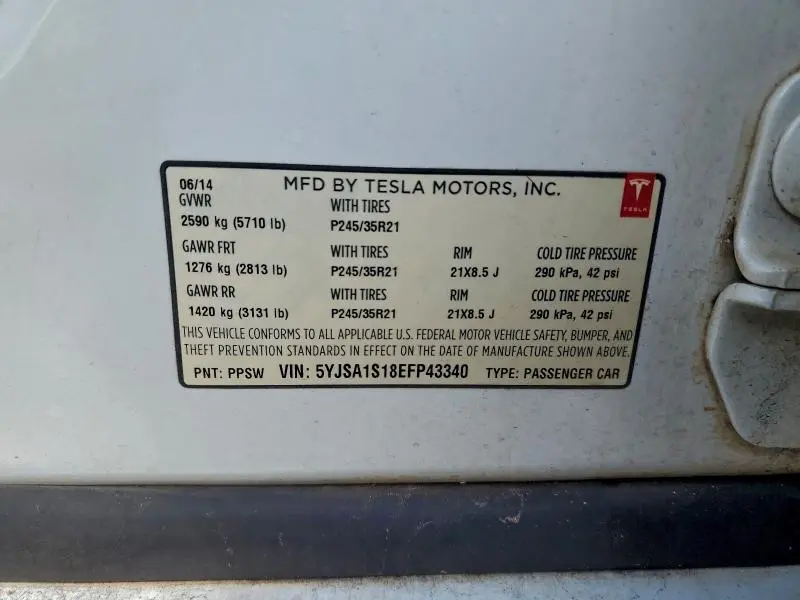 06/14 MFD BY TESLA MOTORS, INC.
TESLA
GVWR WITH TIRES
2590 kg (5710 lb) P245/35R21
GAWR FRT WITH TIRES RIM COLD TIRE PRESSURE
1276 kg (2813 lb) P245/35R21 21X8.5 J 290 kPa, 42 psi
GAWR RR WITH TIRES RIM COLD TIRE PRESSURE
1420 kg (3131 lb) P245/35R21 21X8.5 J 290 kPa, 42 psi
THIS VEHICLE CONFORMS TO ALL APPLICABLE U.S. FEDERAL MOTOR VEHICLE SAFETY, BUMPER, AND
THEFT PREVENTION STANDARDS IN EFFECT ON THE DATE OF MANUFACTURE SHOWN ABOVE.
PNT: PPSW VIN: 5YJSA1S18EFP43340 TYPE: PASSENGER CAR